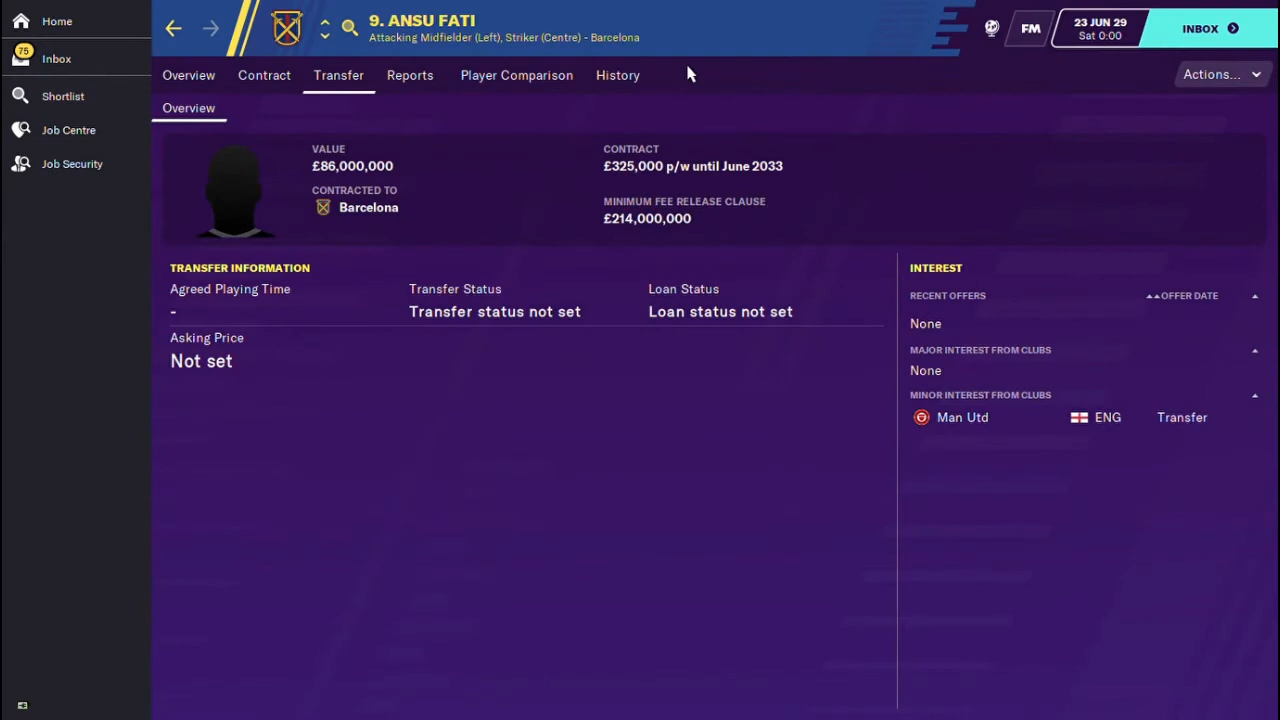 Home
75
Inbox
Shortlist
Job Centre
Job Security
9. ANSU FATI
Attacking Midfielder (Left), Striker (Centre) - Barcelona
FM
23 JUN 29
Sat 0:00
INBOX
Overview Contract Transfer Reports Player Comparison History
Actions...
Overview
VALUE
£86,000,000
CONTRACTED TO
Barcelona
CONTRACT
£325,000 p/w until June 2033
MINIMUM FEE RELEASE CLAUSE
£214,000,000
TRANSFER INFORMATION
Agreed Playing Time Transfer Status Loan Status
- Transfer status not set Loan status not set
Asking Price
Not set
INTEREST
RECENT OFFERS OFFER DATE
None
MAJOR INTEREST FROM CLUBS
None
MINOR INTEREST FROM CLUBS
Man Utd ENG Transfer